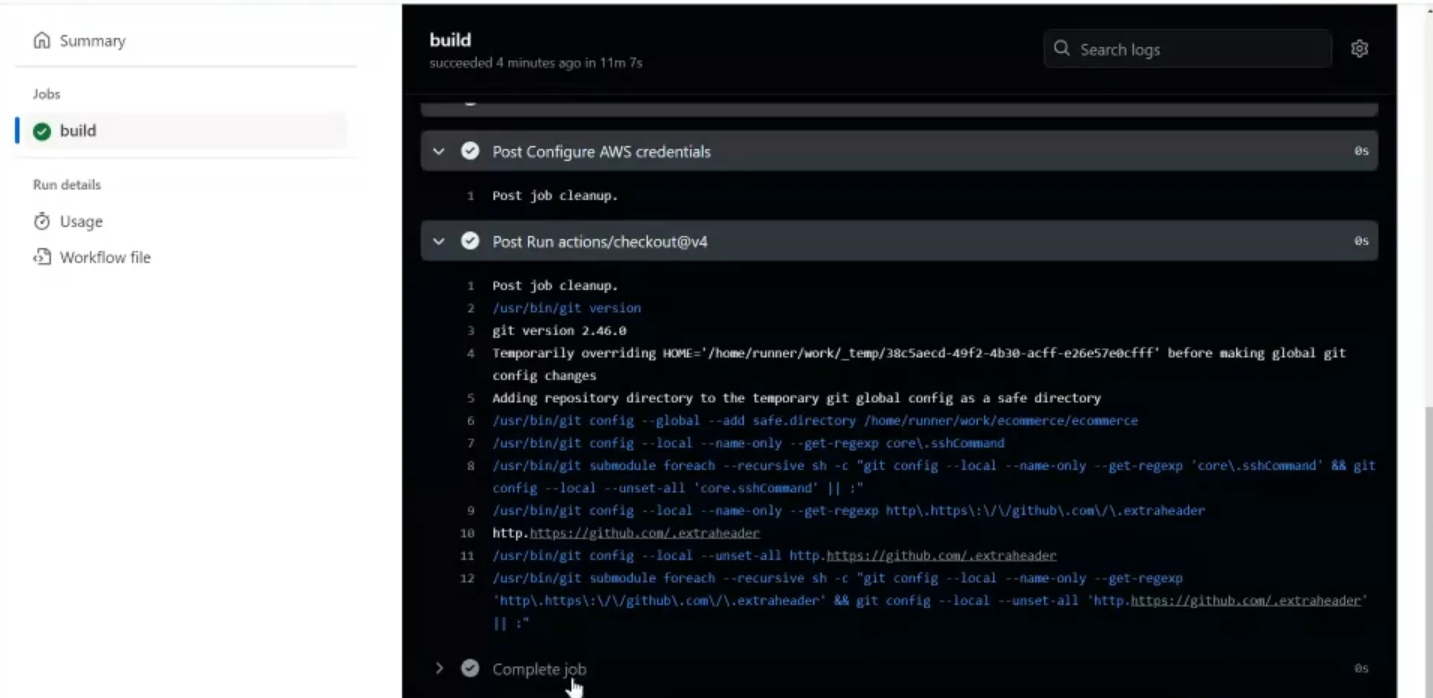 Summary
Jobs
build
Run details
Usage
Workflow file
build
succeeded 4 minutes ago in 11m 7s
Search logs
Post Configure AWS credentials 0s
1 Post job cleanup.
Post Run actions/checkout@v4 0s
1 Post job cleanup.
2 /usr/bin/git version
3 git version 2.46.0
4 Temporarily overriding HOME='/home/runner/work/_temp/38c5aecd-49f2-4b30-acff-e26e57e0cfff' before making global git
config changes
5 Adding repository directory to the temporary git global config as a safe directory
6 /usr/bin/git config --global --add safe.directory /home/runner/work/ecommerce/ecommerce
7 /usr/bin/git config --local --name-only --get-regexp core\.sshCommand
8 /usr/bin/git submodule foreach --recursive sh -c "git config --local --name-only --get-regexp 'core\.sshCommand' && git
config --local --unset-all 'core.sshCommand' || :"
9 /usr/bin/git config --local --name-only --get-regexp http\.https\:\/\/github\.com\/\.extraheader
10 http.https://github.com/.extraheader
11 /usr/bin/git config --local --unset-all http.https://github.com/.extraheader
12 /usr/bin/git submodule foreach --recursive sh -c "git config --local --name-only --get-regexp
'http\.https\:\/\/github\.com\/\.extraheader' && git config --local --unset-all 'http.https://github.com/.extraheader'
|| :"
Complete job 0s